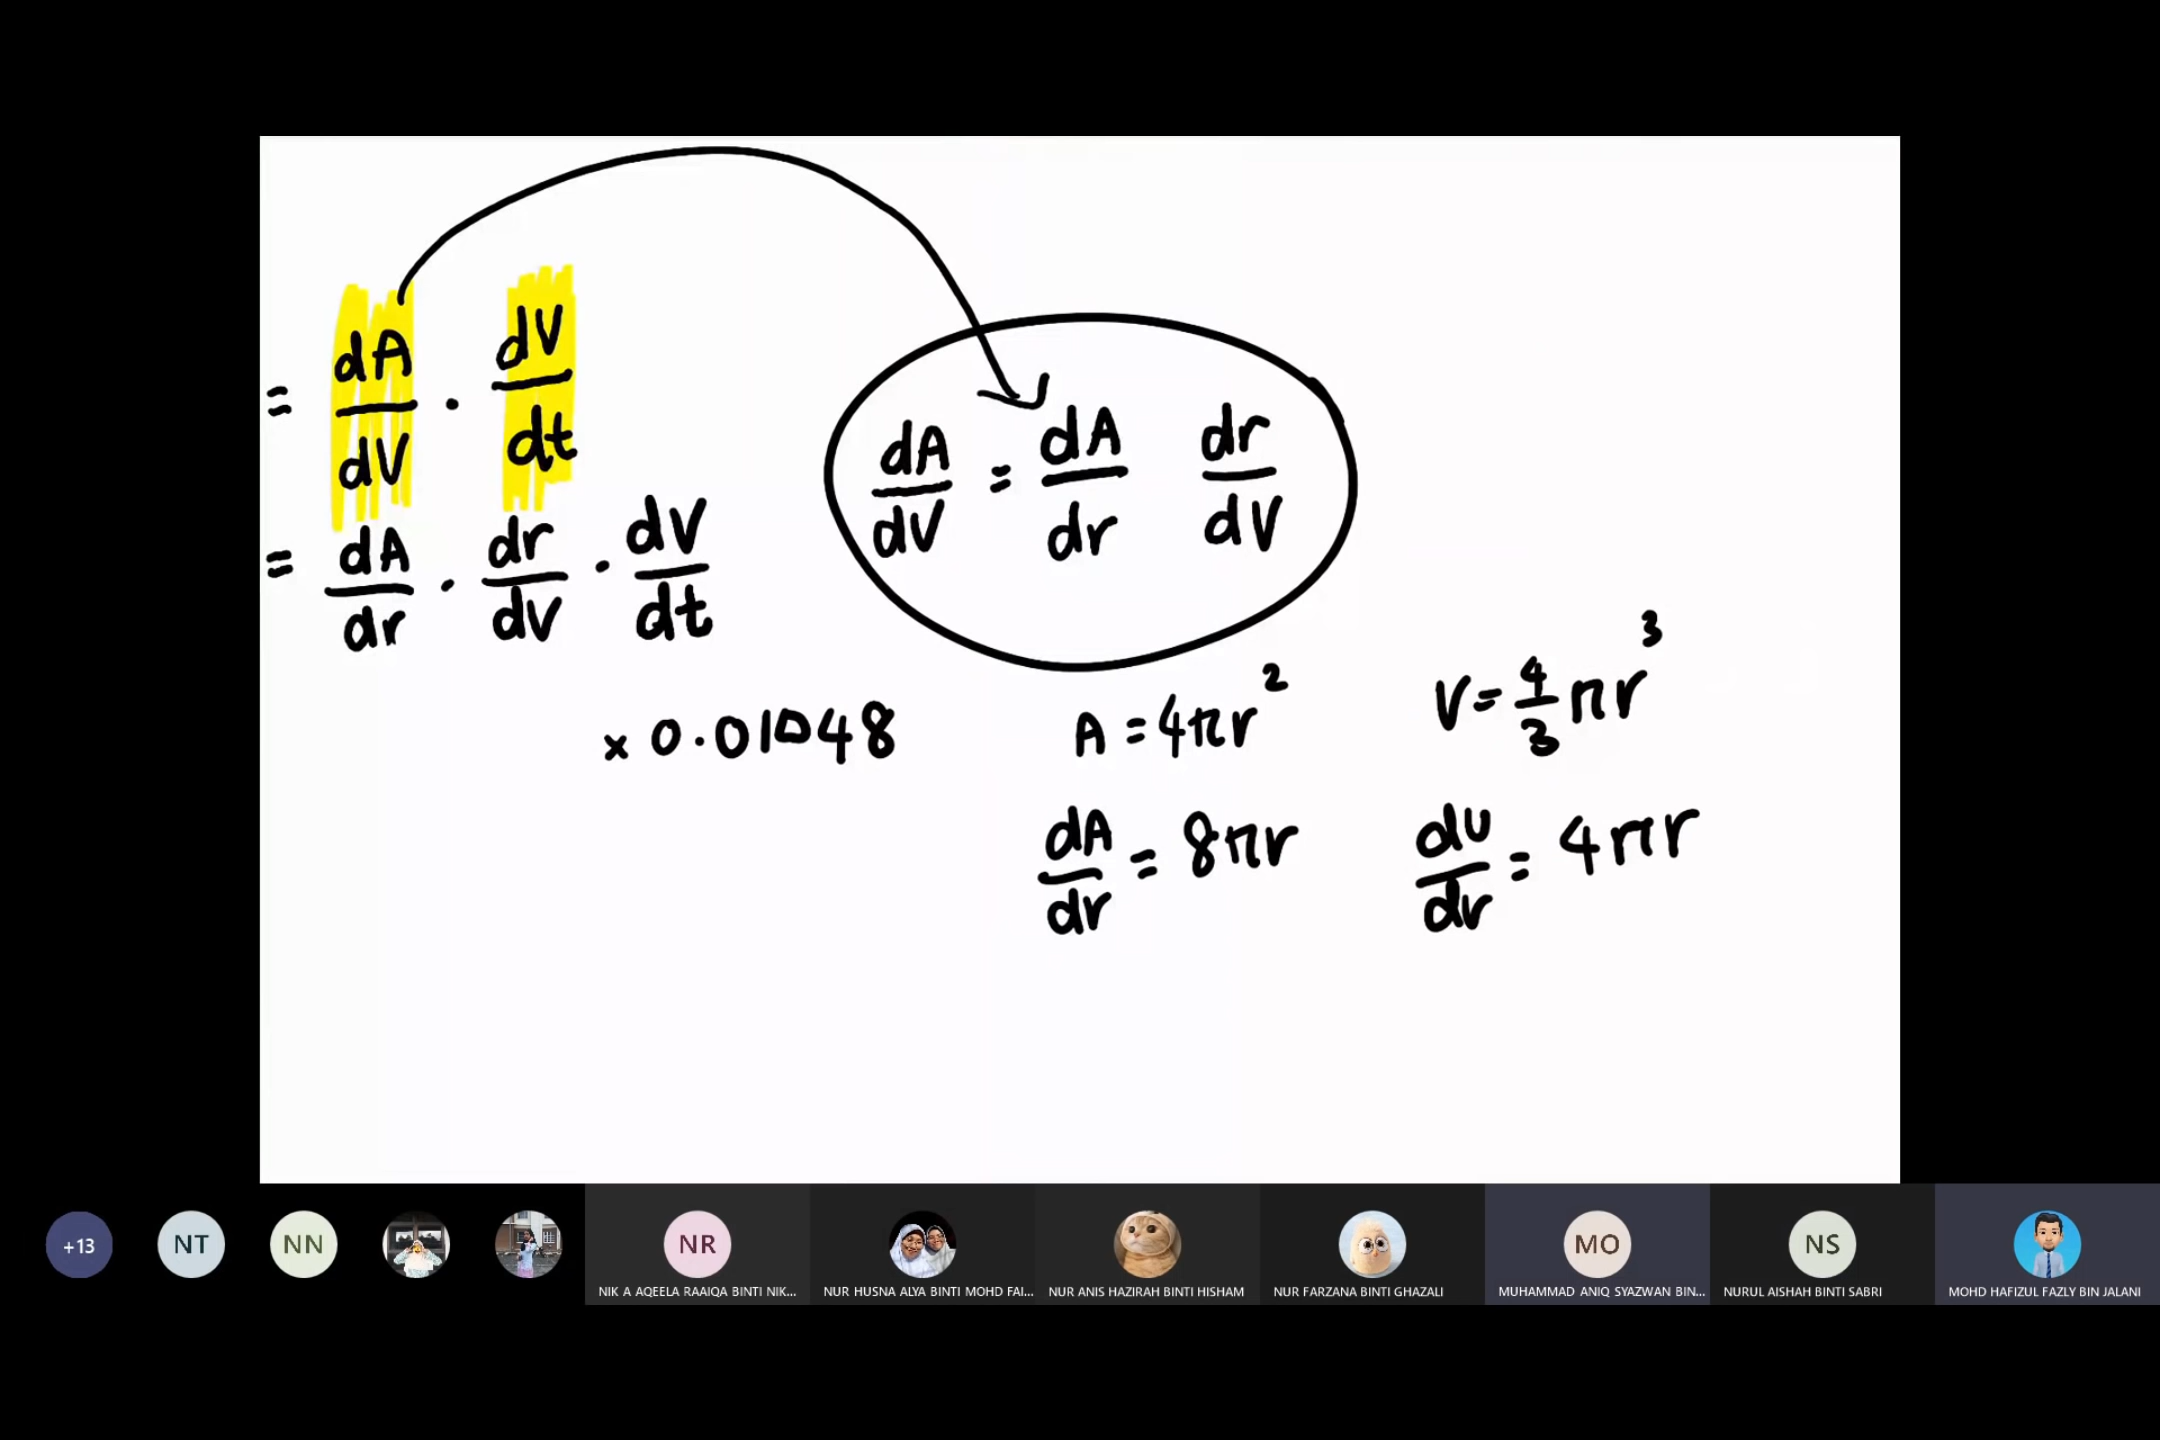 = dA/dV · dV/dt
= dA/dr · dr/dV · dV/dt
dA/dV = dA/dr dr/dV
× 0.01048
A = 4πr²
V = 4/3 πr³
dA/dr = 8πr
dV/dr = 4πr
+13
NT
NN
NR
MO
NS
NIK A AQEELA RAAIQA BINTI NIK...
NUR HUSNA ALYA BINTI MOHD FAI...
NUR ANIS HAZIRAH BINTI HISHAM
NUR FARZANA BINTI GHAZALI
MUHAMMAD ANIQ SYAZWAN BIN...
NURUL AISHAH BINTI SABRI
MOHD HAFIZUL FAZLY BIN JALANI